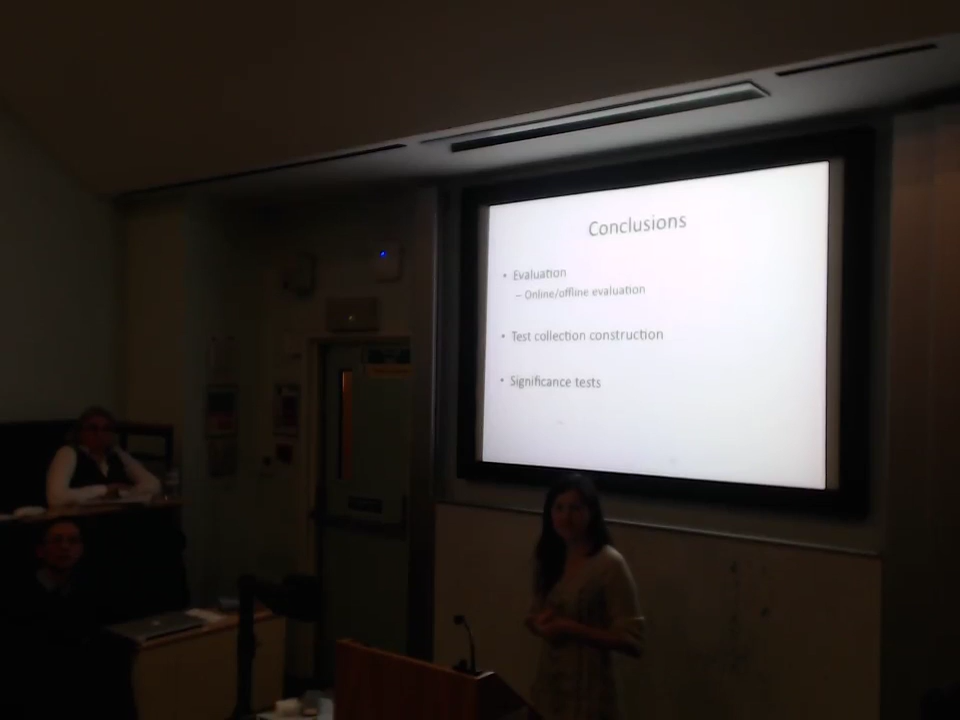 Conclusions
• Evaluation
– Online/offline evaluation
• Test collection construction
• Significance tests